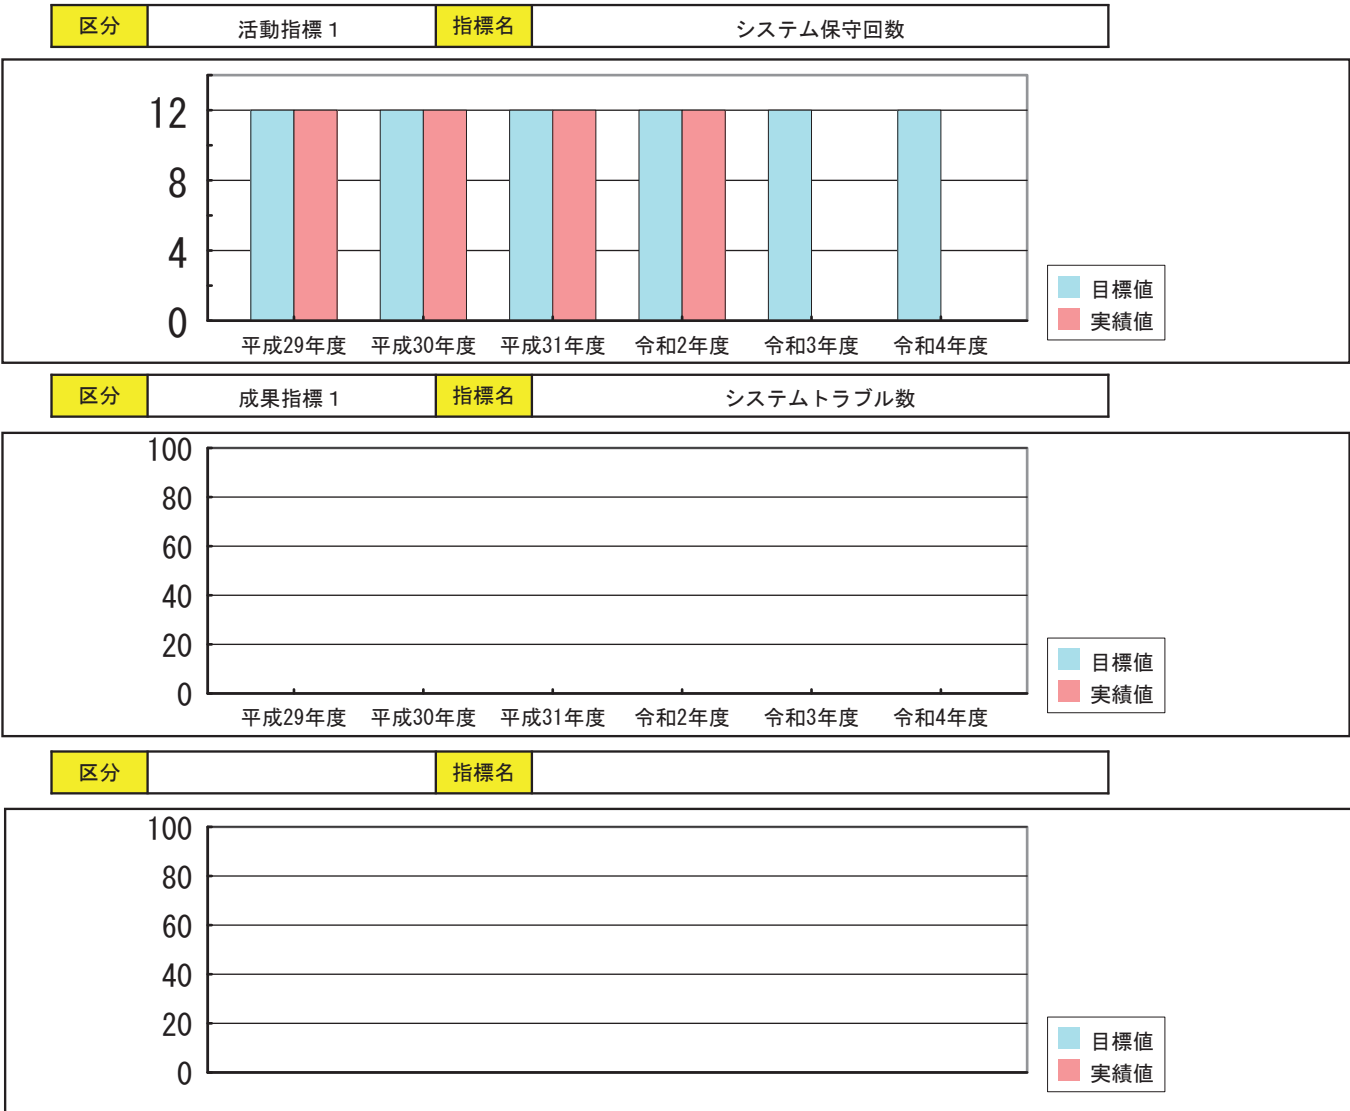 区分 活動指標１ 指標名 システム保守回数
12
8
4
0
平成29年度 平成30年度 平成31年度 令和2年度 令和3年度 令和4年度
目標値
実績値
区分 成果指標１ 指標名 システムトラブル数
100
80
60
40
20
0
平成29年度 平成30年度 平成31年度 令和2年度 令和3年度 令和4年度
目標値
実績値
区分 指標名
100
80
60
40
20
0
目標値
実績値